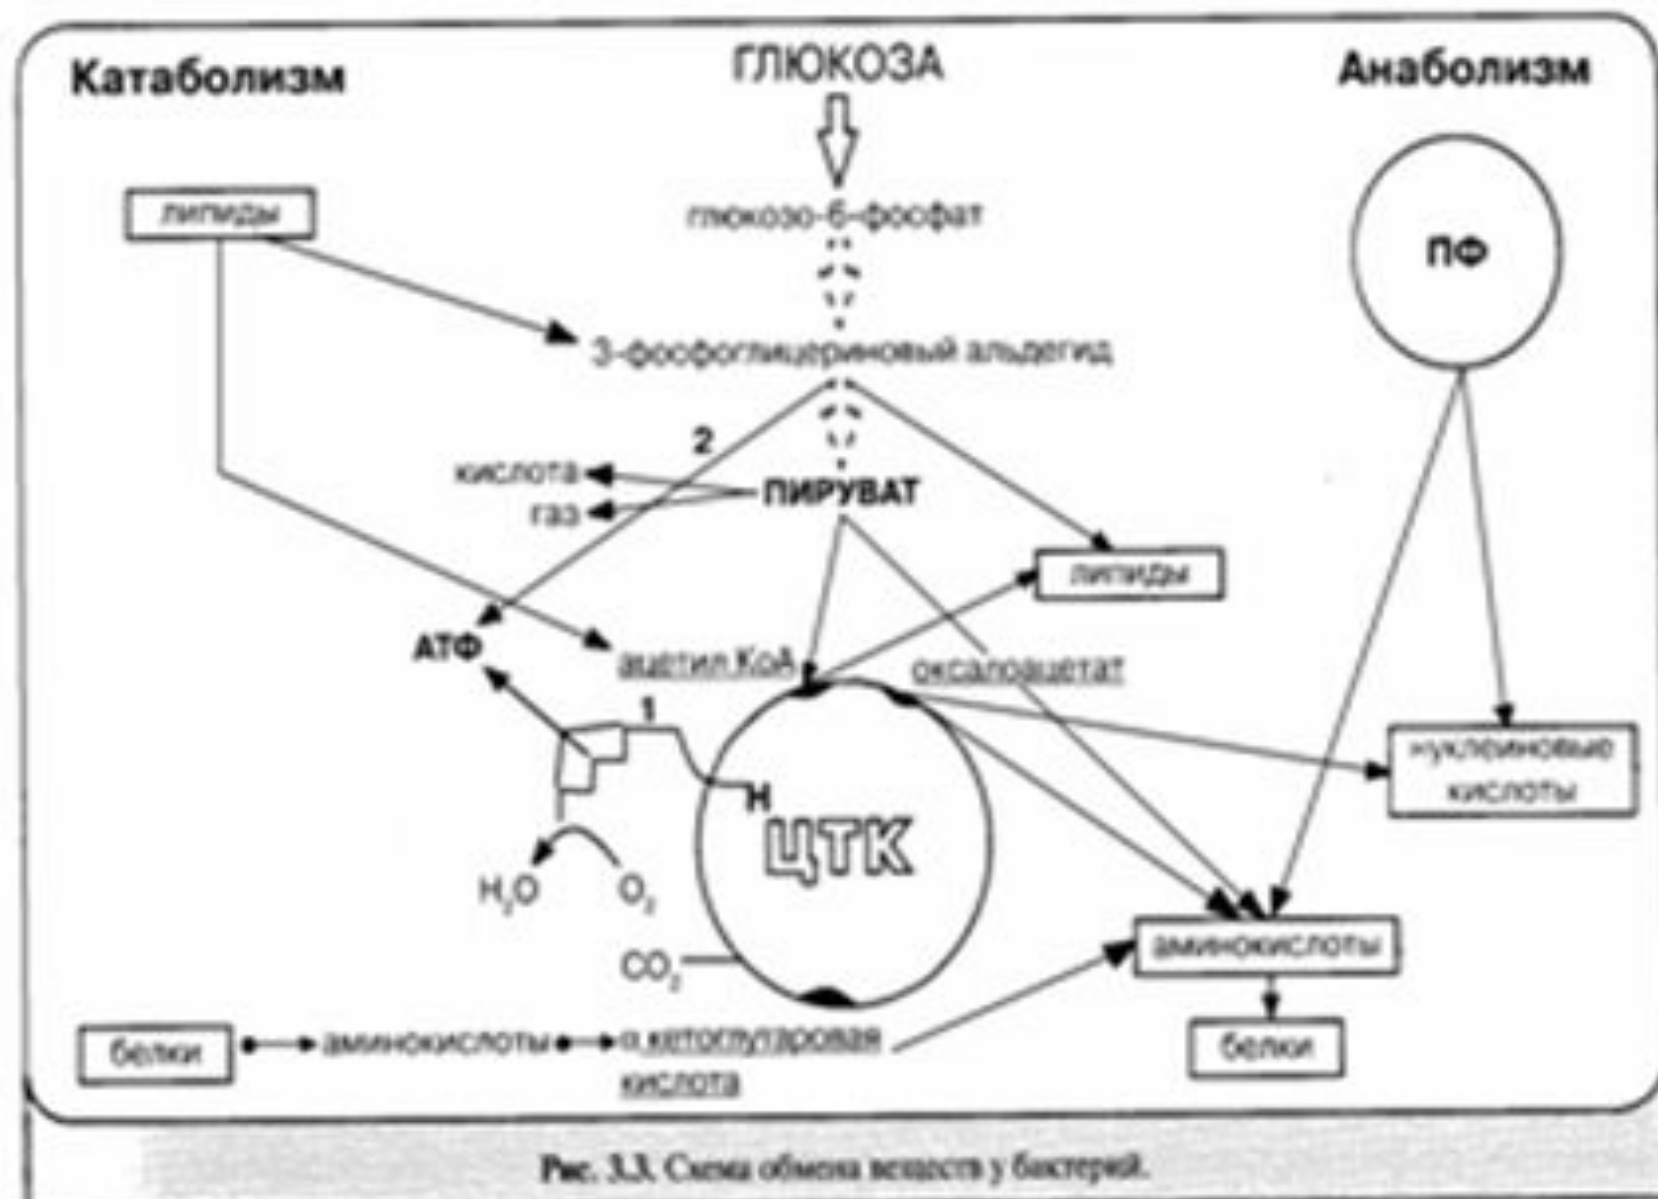 Катаболизм
ГЛЮКОЗА
Анаболизм
липиды
глюкозо-6-фосфат
ПФ
3-фосфоглицериновый альдегид
2
кислота
ПИРУВАТ
газ
липиды
АТФ
ацетил КоА
оксалоацетат
1
нуклеиновые
кислоты
Н
ЦТК
H₂O
O₂
CO₂
аминокислоты
белки
аминокислоты
α кетоглутаровая
кислота
белки
Рис. 3.3. Схема обмена веществ у бактерий.